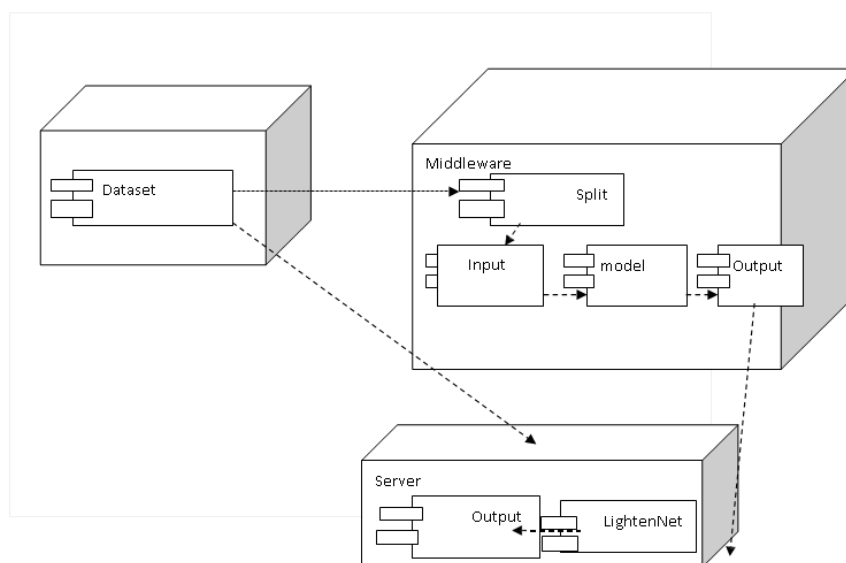 Middleware
Dataset
Split
Input
model
Output
Server
Output
LightenNet